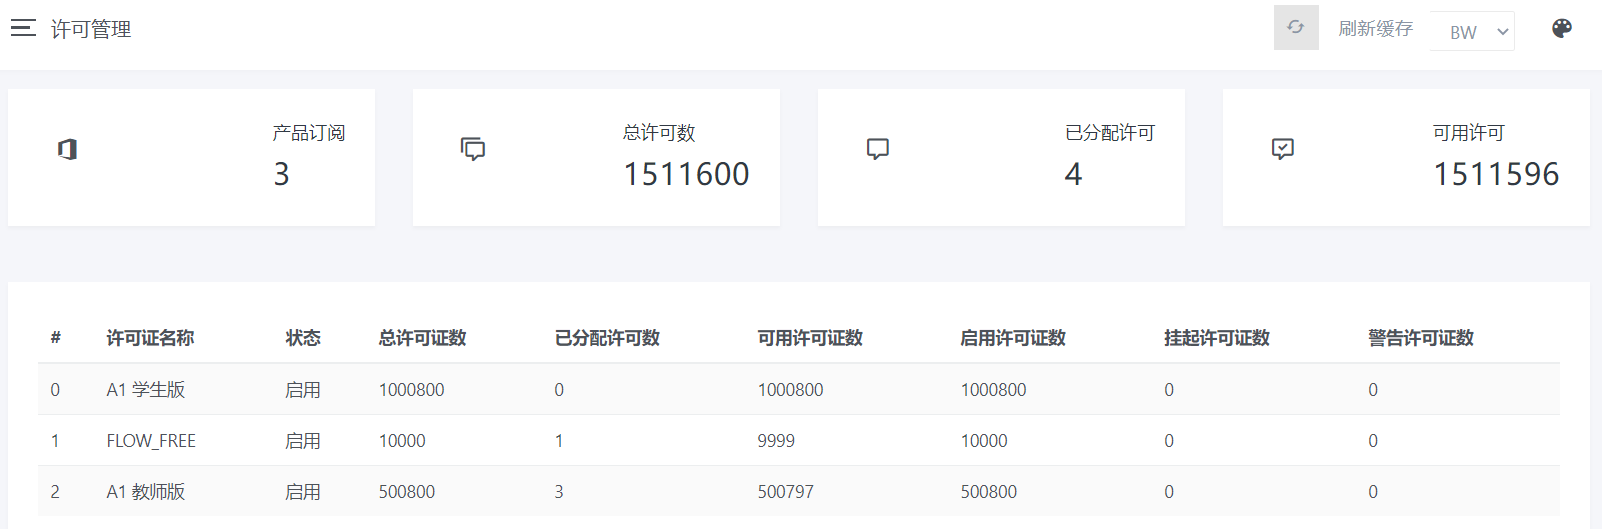 许可管理 刷新缓存 BW
产品订阅 总许可数 已分配许可 可用许可
3 1511600 4 1511596
# 许可证名称 状态 总许可证数 已分配许可数 可用许可证数 启用许可证数 挂起许可证数 警告许可证数
0 A1 学生版 启用 1000800 0 1000800 1000800 0 0
1 FLOW_FREE 启用 10000 1 9999 10000 0 0
2 A1 教师版 启用 500800 3 500797 500800 0 0